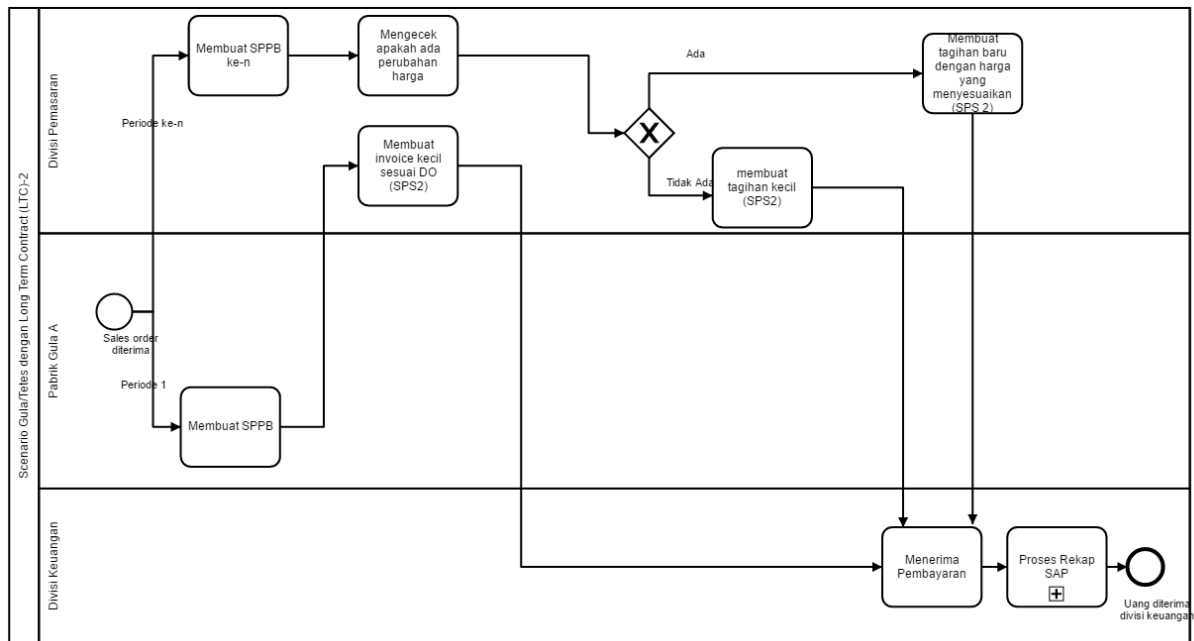 Scenario Gula/Tetes dengan Long Term Contract (LTC)-2
Divisi Pemasaran
Membuat SPPB
ke-n
Mengecek
apakah ada
perubahan
harga
Ada
Membuat
tagihan baru
dengan harga
yang
menyesuaikan
(SPS 2)
Periode ke-n
Membuat
invoice kecil
sesuai DO
(SPS2)
X
Tidak Ada
membuat
tagihan kecil
(SPS2)
Pabrik Gula A
Sales order
diterima
Periode 1
Membuat SPPB
Divisi Keuangan
Menerima
Pembayaran
Proses Rekap
SAP
Uang diterima
divisi keuangan